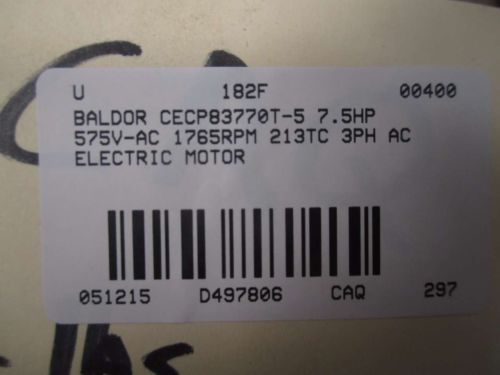 U 182F 00400
BALDOR CECP83770T-5 7.5HP
575V-AC 1765RPM 213TC 3PH AC
ELECTRIC MOTOR
051215 D497806 CAQ 297
lbs